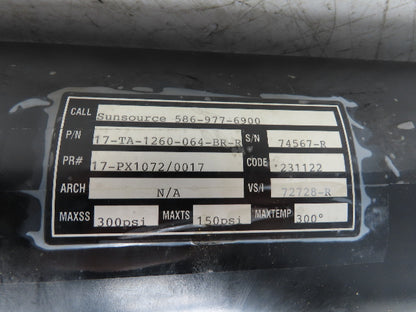 CALL Sunsource 586-977-6900
P/N 17-TA-1260-064-BR-R S/N 74567-R
PR# 17-PX1072/0017 CODE 231122
ARCH N/A VS/I 72728-R
MAXSS 300psi MAXTS 150psi MAXTEMP 300°